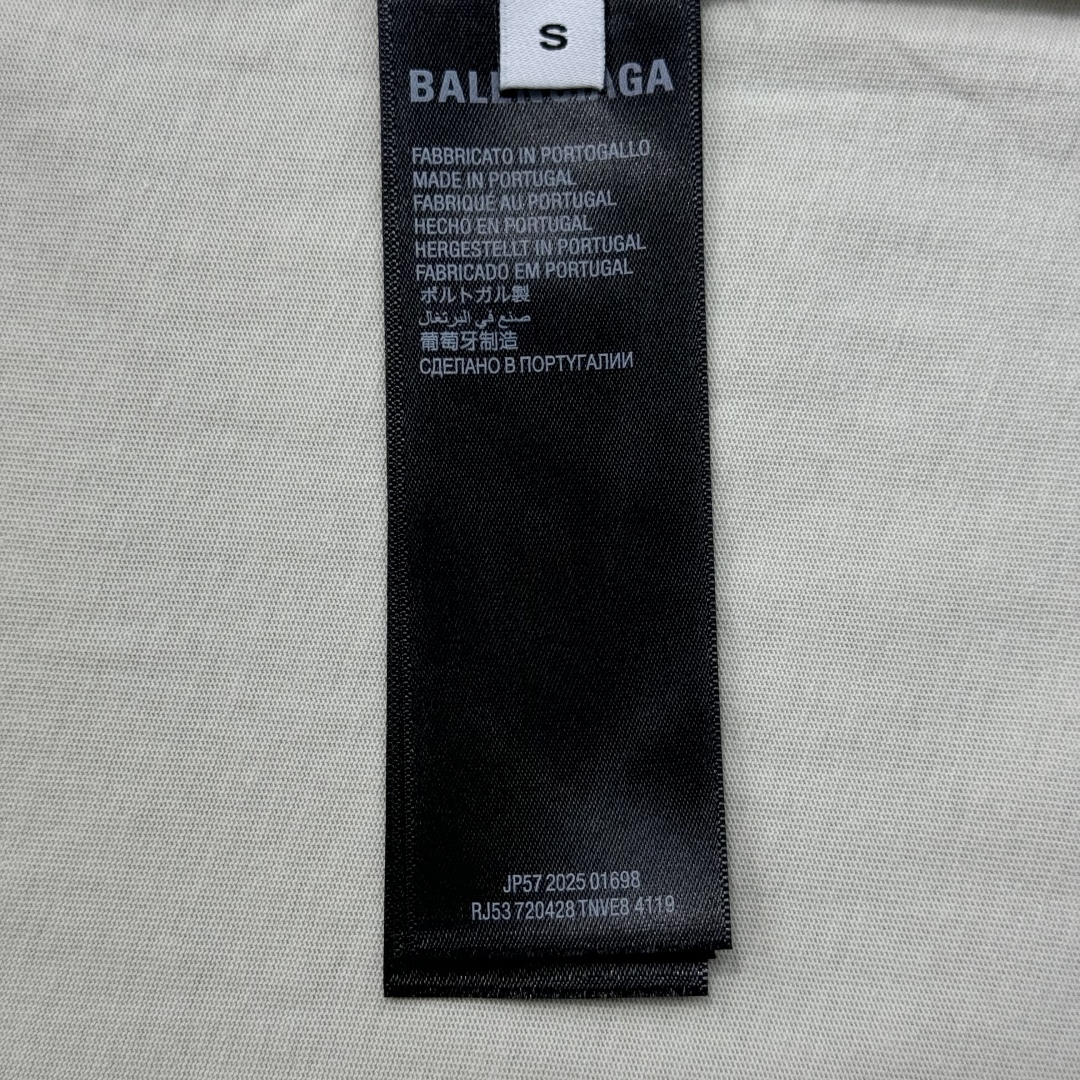 S
BALENCIAGA
FABBRICATO IN PORTOGALLO
MADE IN PORTUGAL
FABRIQUE AU PORTUGAL
HECHO EN PORTUGAL
HERGESTELLT IN PORTUGAL
FABRICADO EM PORTUGAL
ポルトガル製
صنع في البرتغال
葡萄牙制造
СДЕЛАНО В ПОРТУГАЛИИ
JP57 2025 01698
RJ53 720428 TNVE8 4119